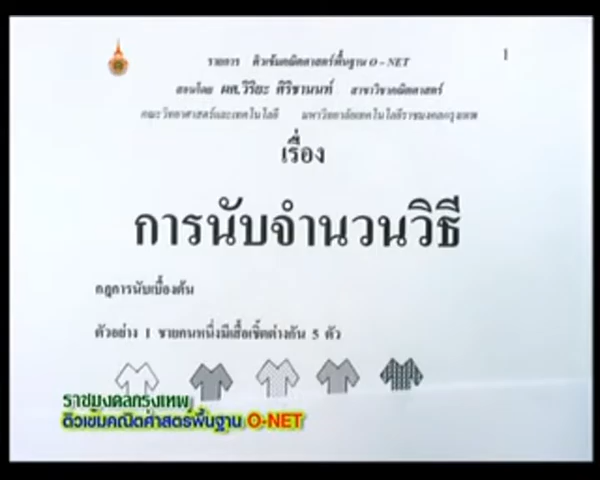 1
รายการ ติวเข้มคณิตศาสตร์พื้นฐาน O - NET
สอนโดย ผศ.วิริยะ ศิริชานนท์ สาขาวิชาคณิตศาสตร์
คณะวิทยาศาสตร์และเทคโนโลยี มหาวิทยาลัยเทคโนโลยีราชมงคลกรุงเทพ
เรื่อง
การนับจำนวนวิธี
กฎการนับเบื้องต้น
ตัวอย่าง 1 ชายคนหนึ่งมีเสื้อเชิ้ตต่างกัน 5 ตัว
ราชมงคลกรุงเทพ
ติวเข้มคณิตศาสตร์พื้นฐาน O-NET